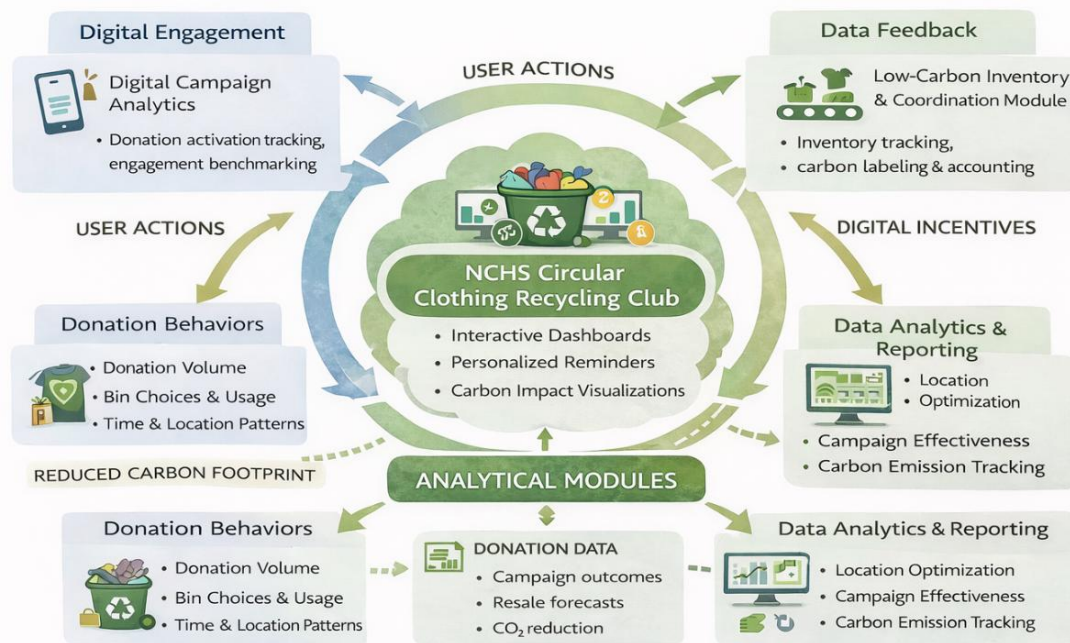 Digital Engagement
Digital Campaign
Analytics
• Donation activation tracking,
engagement benchmarking
USER ACTIONS
Data Feedback
Low-Carbon Inventory
& Coordination Module
• Inventory tracking,
• carbon labeling & accounting
USER ACTIONS
DIGITAL INCENTIVES
NCHS Circular
Clothing Recycling Club
• Interactive Dashboards
• Personalized Reminders
• Carbon Impact Visualizations
Donation Behaviors
• Donation Volume
• Bin Choices & Usage
• Time & Location Patterns
Data Analytics &
Reporting
• Location
• Optimization
• Campaign Effectiveness
• Carbon Emission Tracking
REDUCED CARBON FOOTPRINT
ANALYTICAL MODULES
Donation Behaviors
• Donation Volume
• Bin Choices & Usage
• Time & Location Patterns
DONATION DATA
• Campaign outcomes
• Resale forecasts
• CO₂ reduction
Data Analytics & Reporting
• Location Optimization
• Campaign Effectiveness
• Carbon Emission Tracking